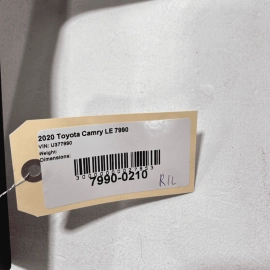 2020 Toyota Camry LE 7990
VIN: U377990
Weight:
Dimensions:
7990-0210
R1L